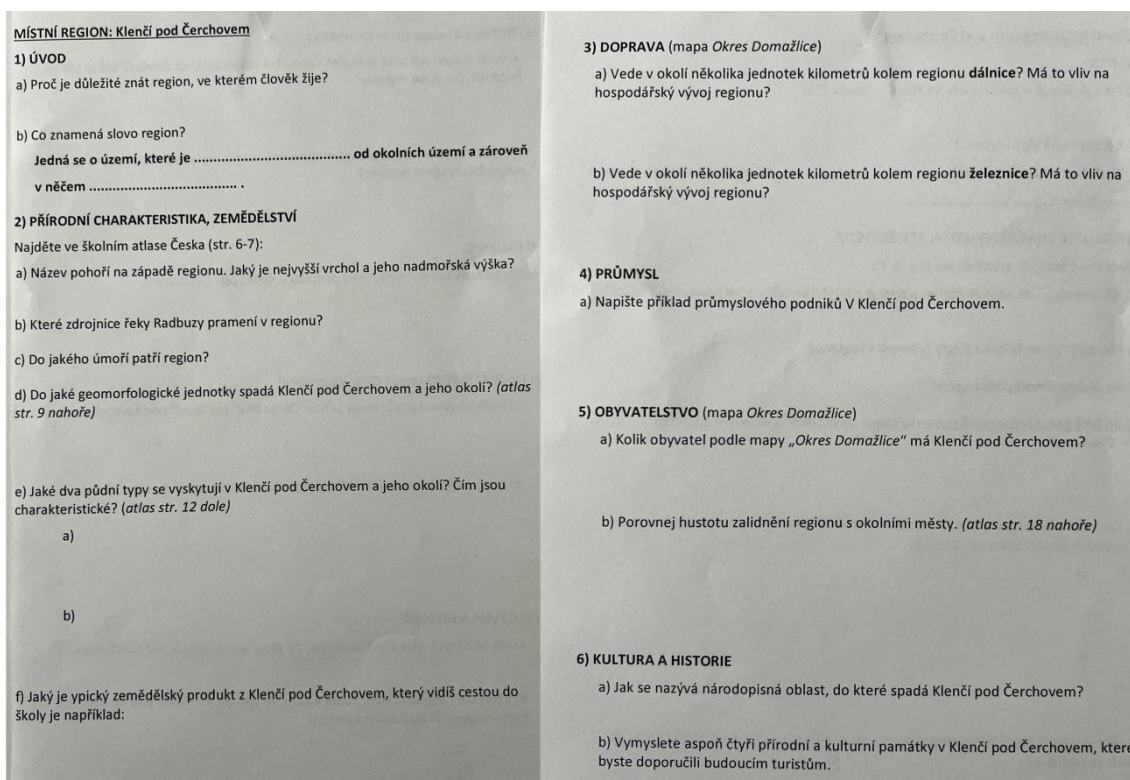 MÍSTNÍ REGION: Klenčí pod Čerchovem
1) ÚVOD
a) Proč je důležité znát region, ve kterém člověk žije?
b) Co znamená slovo region?
Jedná se o území, které je ....................................... od okolních území a zároveň
v něčem ..................................... .
2) PŘÍRODNÍ CHARAKTERISTIKA, ZEMĚDĚLSTVÍ
Najděte ve školním atlase Česka (str. 6-7):
a) Název pohoří na západě regionu. Jaký je nejvyšší vrchol a jeho nadmořská výška?
b) Které zdrojnice řeky Radbuzy pramení v regionu?
c) Do jakého úmoří patří region?
d) Do jaké geomorfologické jednotky spadá Klenčí pod Čerchovem a jeho okolí? (atlas
str. 9 nahoře)
e) Jaké dva půdní typy se vyskytují v Klenčí pod Čerchovem a jeho okolí? Čím jsou
charakteristické? (atlas str. 12 dole)
a)
b)
f) Jaký je ypický zemědělský produkt z Klenčí pod Čerchovem, který vidíš cestou do
školy je například:
3) DOPRAVA (mapa Okres Domažlice)
a) Vede v okolí několika jednotek kilometrů kolem regionu dálnice? Má to vliv na
hospodářský vývoj regionu?
b) Vede v okolí několika jednotek kilometrů kolem regionu železnice? Má to vliv na
hospodářský vývoj regionu?
4) PRŮMYSL
a) Napište příklad průmyslového podniků V Klenčí pod Čerchovem.
5) OBYVATELSTVO (mapa Okres Domažlice)
a) Kolik obyvatel podle mapy „Okres Domažlice" má Klenčí pod Čerchovem?
b) Porovnej hustotu zalidnění regionu s okolními městy. (atlas str. 18 nahoře)
6) KULTURA A HISTORIE
a) Jak se nazývá národopisná oblast, do které spadá Klenčí pod Čerchovem?
b) Vymyslete aspoň čtyři přírodní a kulturní památky v Klenčí pod Čerchovem, které
byste doporučili budoucím turistům.